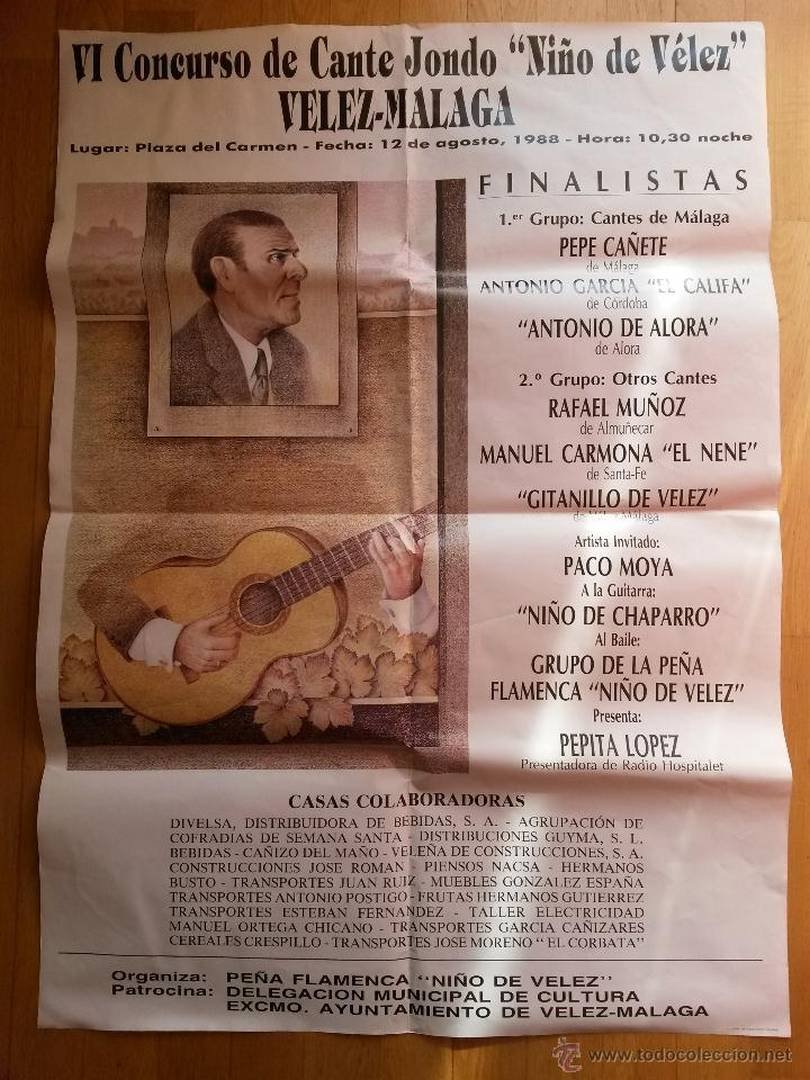 VI Concurso de Cante Jondo "Niño de Vélez"
VELEZ-MALAGA
Lugar: Plaza del Carmen - Fecha: 12 de agosto, 1988 - Hora: 10,30 noche
FINALISTAS
1.er Grupo: Cantes de Málaga
PEPE CAÑETE
de Málaga
ANTONIO GARCIA "EL CALIFA"
de Córdoba
"ANTONIO DE ALORA"
de Alora
2.º Grupo: Otros Cantes
RAFAEL MUÑOZ
de Almuñecar
MANUEL CARMONA "EL NENE"
de Santa-Fe
"GITANILLO DE VELEZ"
de Vélez-Málaga
Artista Invitado:
PACO MOYA
A la Guitarra:
"NIÑO DE CHAPARRO"
Al Baile:
GRUPO DE LA PEÑA
FLAMENCA "NIÑO DE VELEZ"
Presenta:
PEPITA LOPEZ
Presentadora de Radio Hospitalet
CASAS COLABORADORAS
DIVELSA, DISTRIBUIDORA DE BEBIDAS, S. A. - AGRUPACIÓN DE
COFRADIAS DE SEMANA SANTA - DISTRIBUCIONES GUYMA, S. L.
BEBIDAS - CAÑIZO DEL MAÑO - VELEÑA DE CONSTRUCCIONES, S. A.
CONSTRUCCIONES JOSE ROMAN - PIENSOS NACSA - HERMANOS
BUSTO - TRANSPORTES JUAN RUIZ - MUEBLES GONZALEZ ESPAÑA
TRANSPORTES ANTONIO POSTIGO - FRUTAS HERMANOS GUTIERREZ
TRANSPORTES ESTEBAN FERNANDEZ - TALLER ELECTRICIDAD
MANUEL ORTEGA CHICANO - TRANSPORTES GARCIA CAÑIZARES
CEREALES CRESPILLO - TRANSPORTES JOSE MORENO "EL CORBATA"
Organiza: PEÑA FLAMENCA "NIÑO DE VELEZ"
Patrocina: DELEGACION MUNICIPAL DE CULTURA
EXCMO. AYUNTAMIENTO DE VELEZ-MALAGA
www.todocoleccion.net